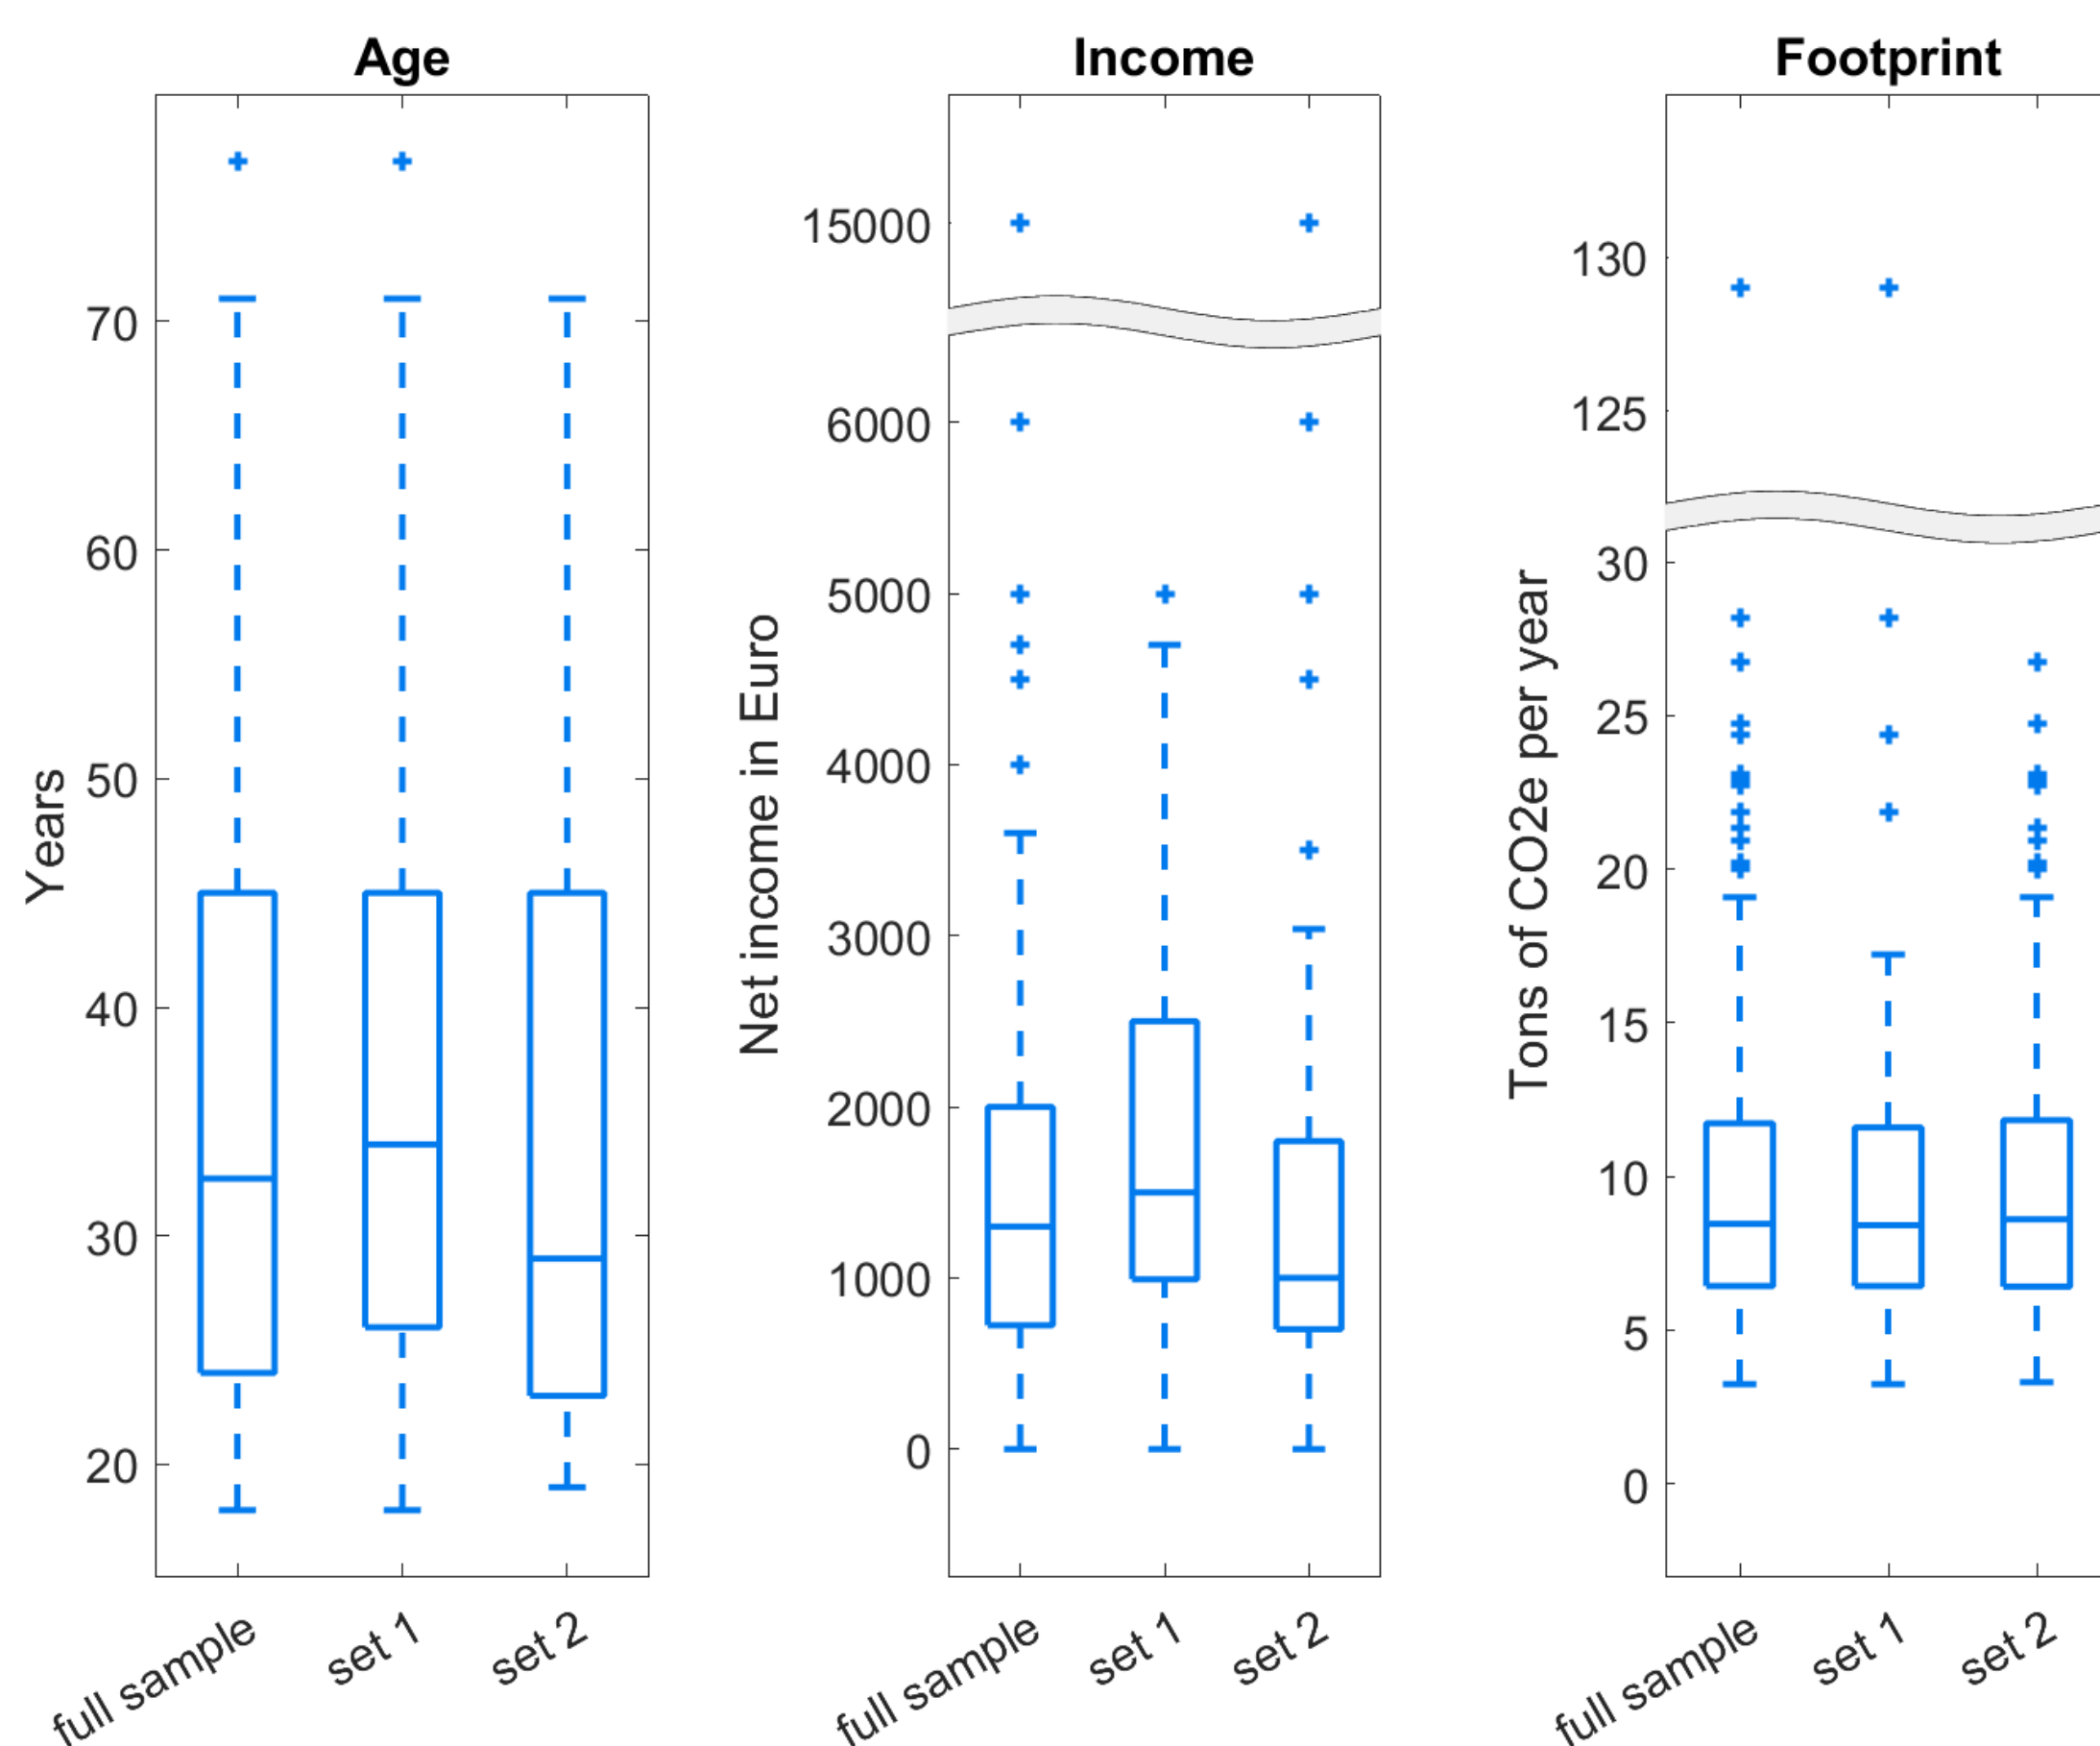 Age
Years
70
60
50
40
30
20
full sample
set 1
set 2
Income
Net income in Euro
15000
6000
5000
4000
3000
2000
1000
0
full sample
set 1
set 2
Footprint
Tons of CO2e per year
130
125
30
25
20
15
10
5
0
full sample
set 1
set 2